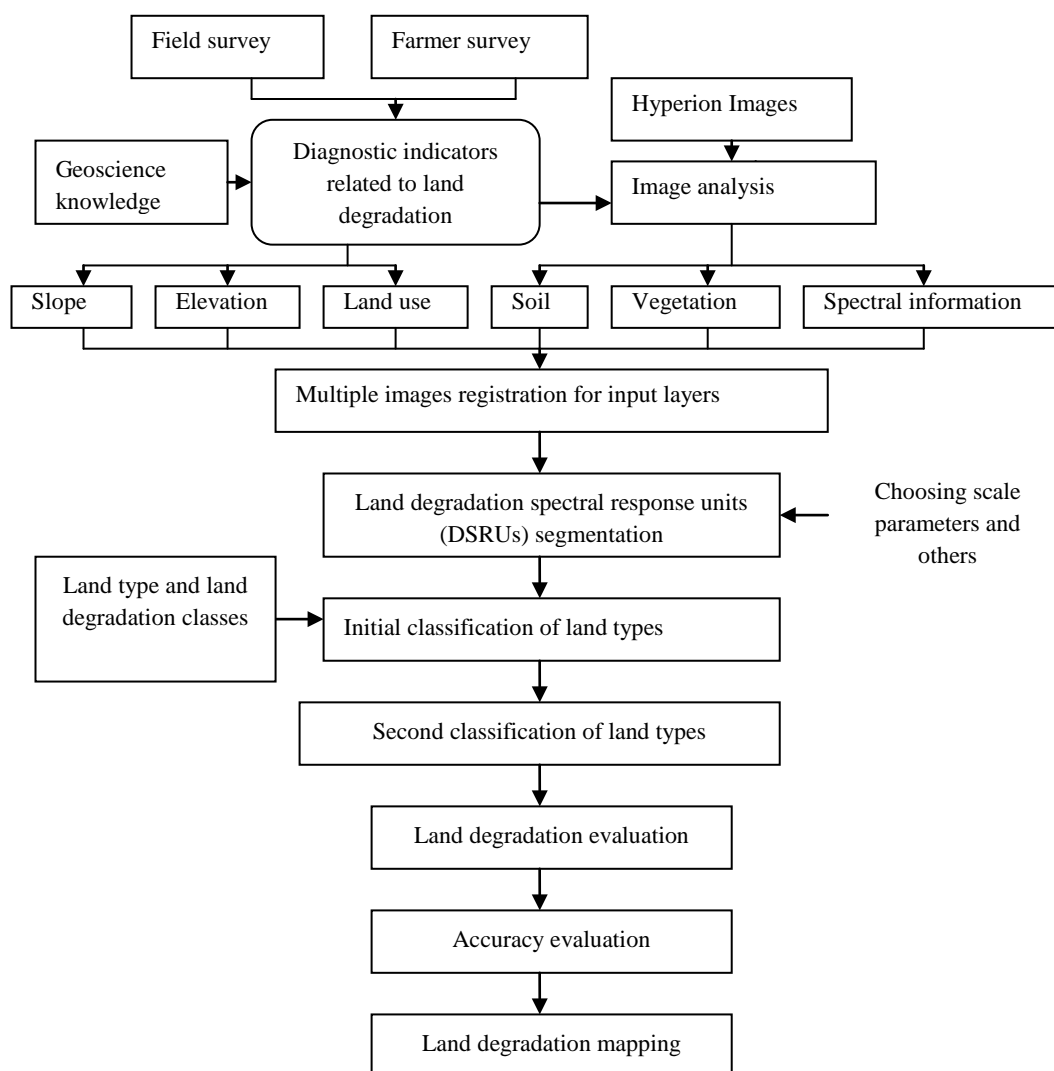 Field survey
Farmer survey
Hyperion Images
Geoscience
knowledge
Diagnostic indicators
related to land
degradation
Image analysis
Slope
Elevation
Land use
Soil
Vegetation
Spectral information
Multiple images registration for input layers
Land degradation spectral response units
(DSRUs) segmentation
Choosing scale
parameters and
others
Land type and land
degradation classes
Initial classification of land types
Second classification of land types
Land degradation evaluation
Accuracy evaluation
Land degradation mapping